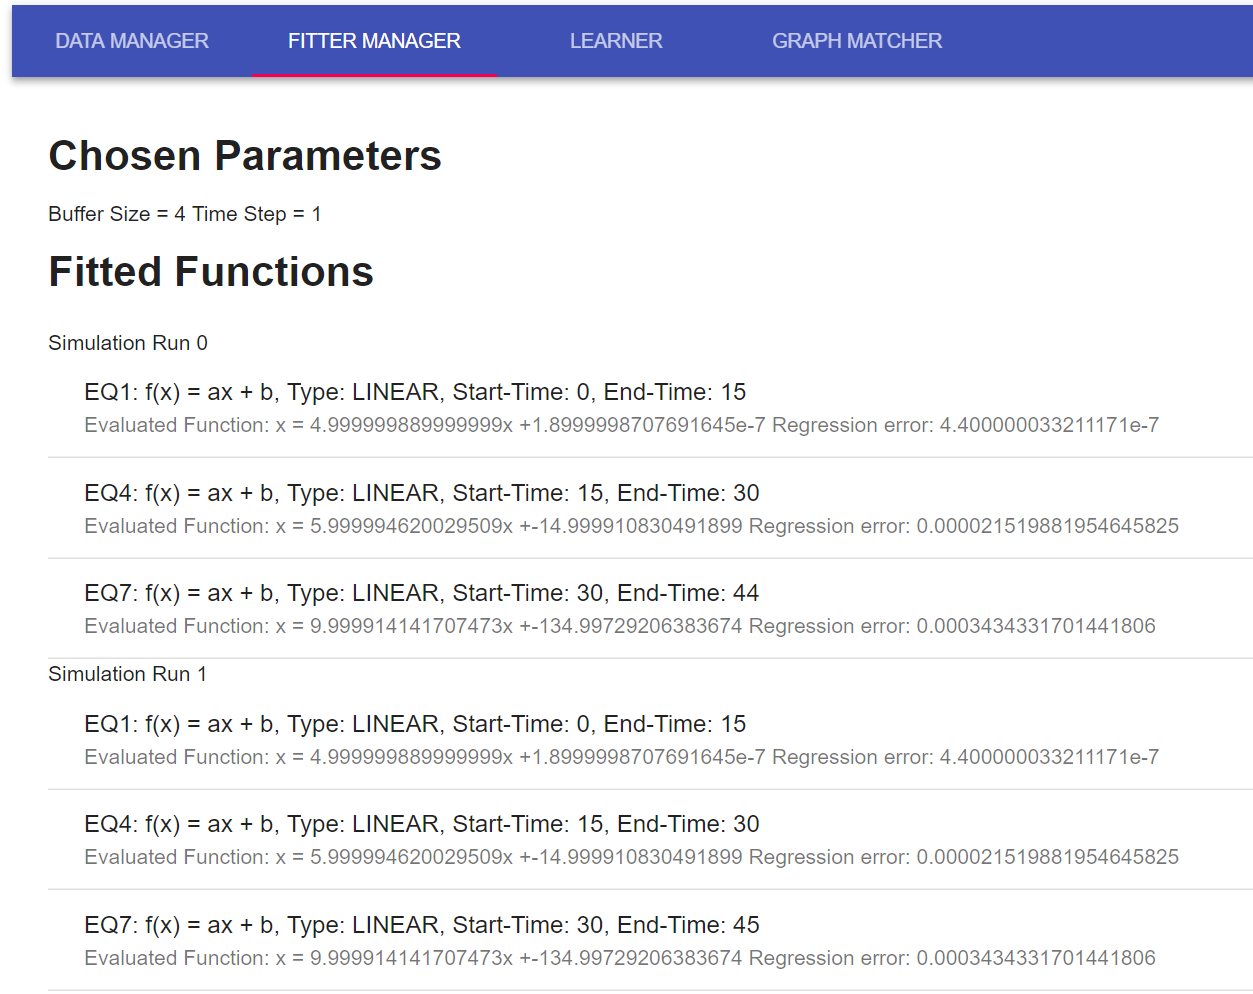 DATA MANAGER FITTER MANAGER LEARNER GRAPH MATCHER
Chosen Parameters
Buffer Size = 4 Time Step = 1
Fitted Functions
Simulation Run 0
EQ1: f(x) = ax + b, Type: LINEAR, Start-Time: 0, End-Time: 15
Evaluated Function: x = 4.999999889999999x +1.8999998707691645e-7 Regression error: 4.400000033211171e-7
EQ4: f(x) = ax + b, Type: LINEAR, Start-Time: 15, End-Time: 30
Evaluated Function: x = 5.999994620029509x +-14.999910830491899 Regression error: 0.000021519881954645825
EQ7: f(x) = ax + b, Type: LINEAR, Start-Time: 30, End-Time: 44
Evaluated Function: x = 9.999914141707473x +-134.99729206383674 Regression error: 0.0003434331701441806
Simulation Run 1
EQ1: f(x) = ax + b, Type: LINEAR, Start-Time: 0, End-Time: 15
Evaluated Function: x = 4.999999889999999x +1.8999998707691645e-7 Regression error: 4.400000033211171e-7
EQ4: f(x) = ax + b, Type: LINEAR, Start-Time: 15, End-Time: 30
Evaluated Function: x = 5.999994620029509x +-14.999910830491899 Regression error: 0.000021519881954645825
EQ7: f(x) = ax + b, Type: LINEAR, Start-Time: 30, End-Time: 45
Evaluated Function: x = 9.999914141707473x +-134.99729206383674 Regression error: 0.0003434331701441806